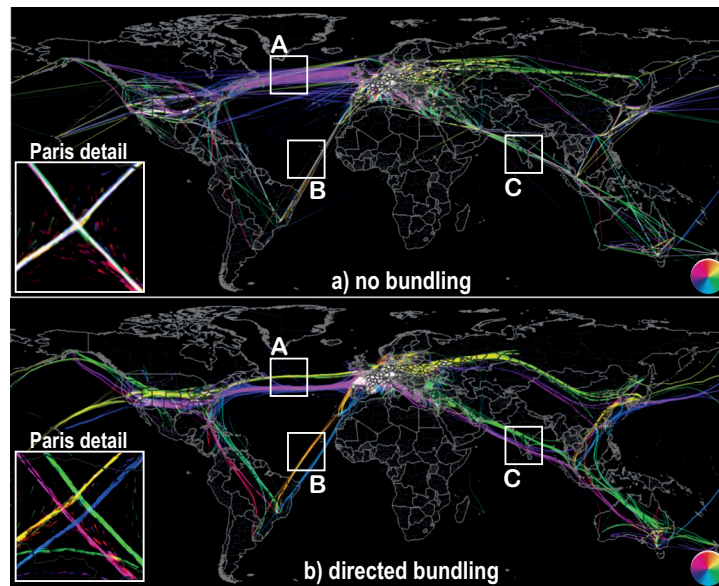 A
B
C
Paris detail
a) no bundling
A
B
C
Paris detail
b) directed bundling